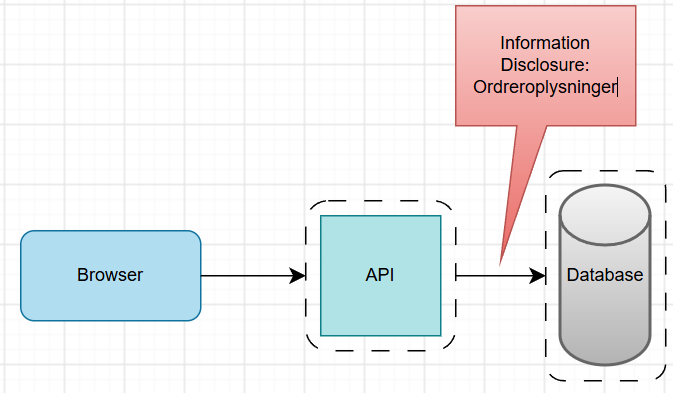 Information
Disclosure:
Ordreroplysninger
Browser
API
Database